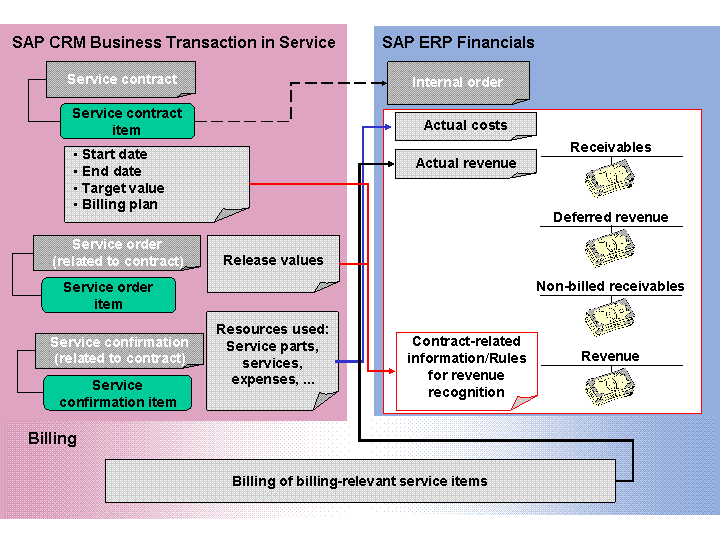 SAP CRM Business Transaction in Service
Service contract
Service contract
item
• Start date
• End date
• Target value
• Billing plan
Service order
(related to contract)
Service order
item
Release values
Service confirmation
(related to contract)
Service
confirmation item
Resources used:
Service parts,
services,
expenses, ...
SAP ERP Financials
Internal order
Actual costs
Actual revenue
Receivables
Deferred revenue
Non-billed receivables
Revenue
Contract-related
information/Rules
for revenue
recognition
Billing
Billing of billing-relevant service items